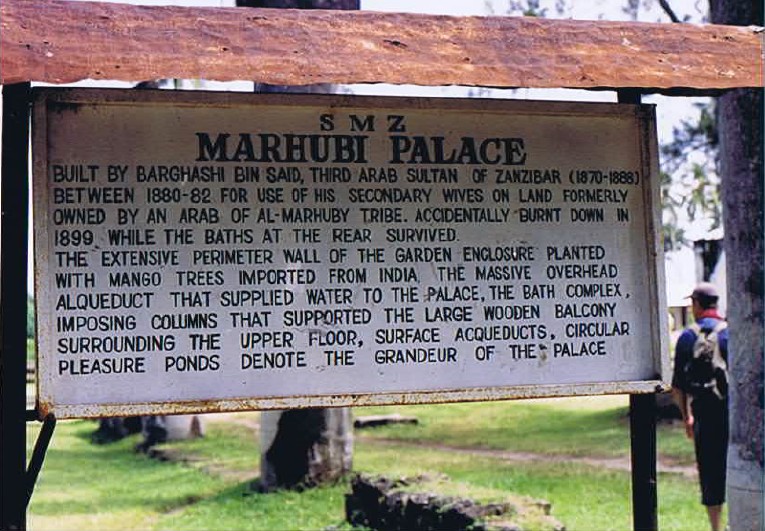 S M Z
MARHUBI PALACE
BUILT BY BARGHASHI BIN SAID, THIRD ARAB SULTAN OF ZANZIBAR (1870-1888)
BETWEEN 1880-82 FOR USE OF HIS SECONDARY WIVES ON LAND FORMERLY
OWNED BY AN ARAB OF AL-MARHUBY TRIBE. ACCIDENTALLY BURNT DOWN IN
1899 WHILE THE BATHS AT THE REAR SURVIVED.
THE EXTENSIVE PERIMETER WALL OF THE GARDEN ENCLOSURE PLANTED
WITH MANGO TREES IMPORTED FROM INDIA, THE MASSIVE OVERHEAD
ALQUEDUCT THAT SUPPLIED WATER TO THE PALACE, THE BATH COMPLEX,
IMPOSING COLUMNS THAT SUPPORTED THE LARGE WOODEN BALCONY
SURROUNDING THE UPPER FLOOR, SURFACE ACQUEDUCTS, CIRCULAR
PLEASURE PONDS DENOTE THE GRANDEUR OF THE PALACE